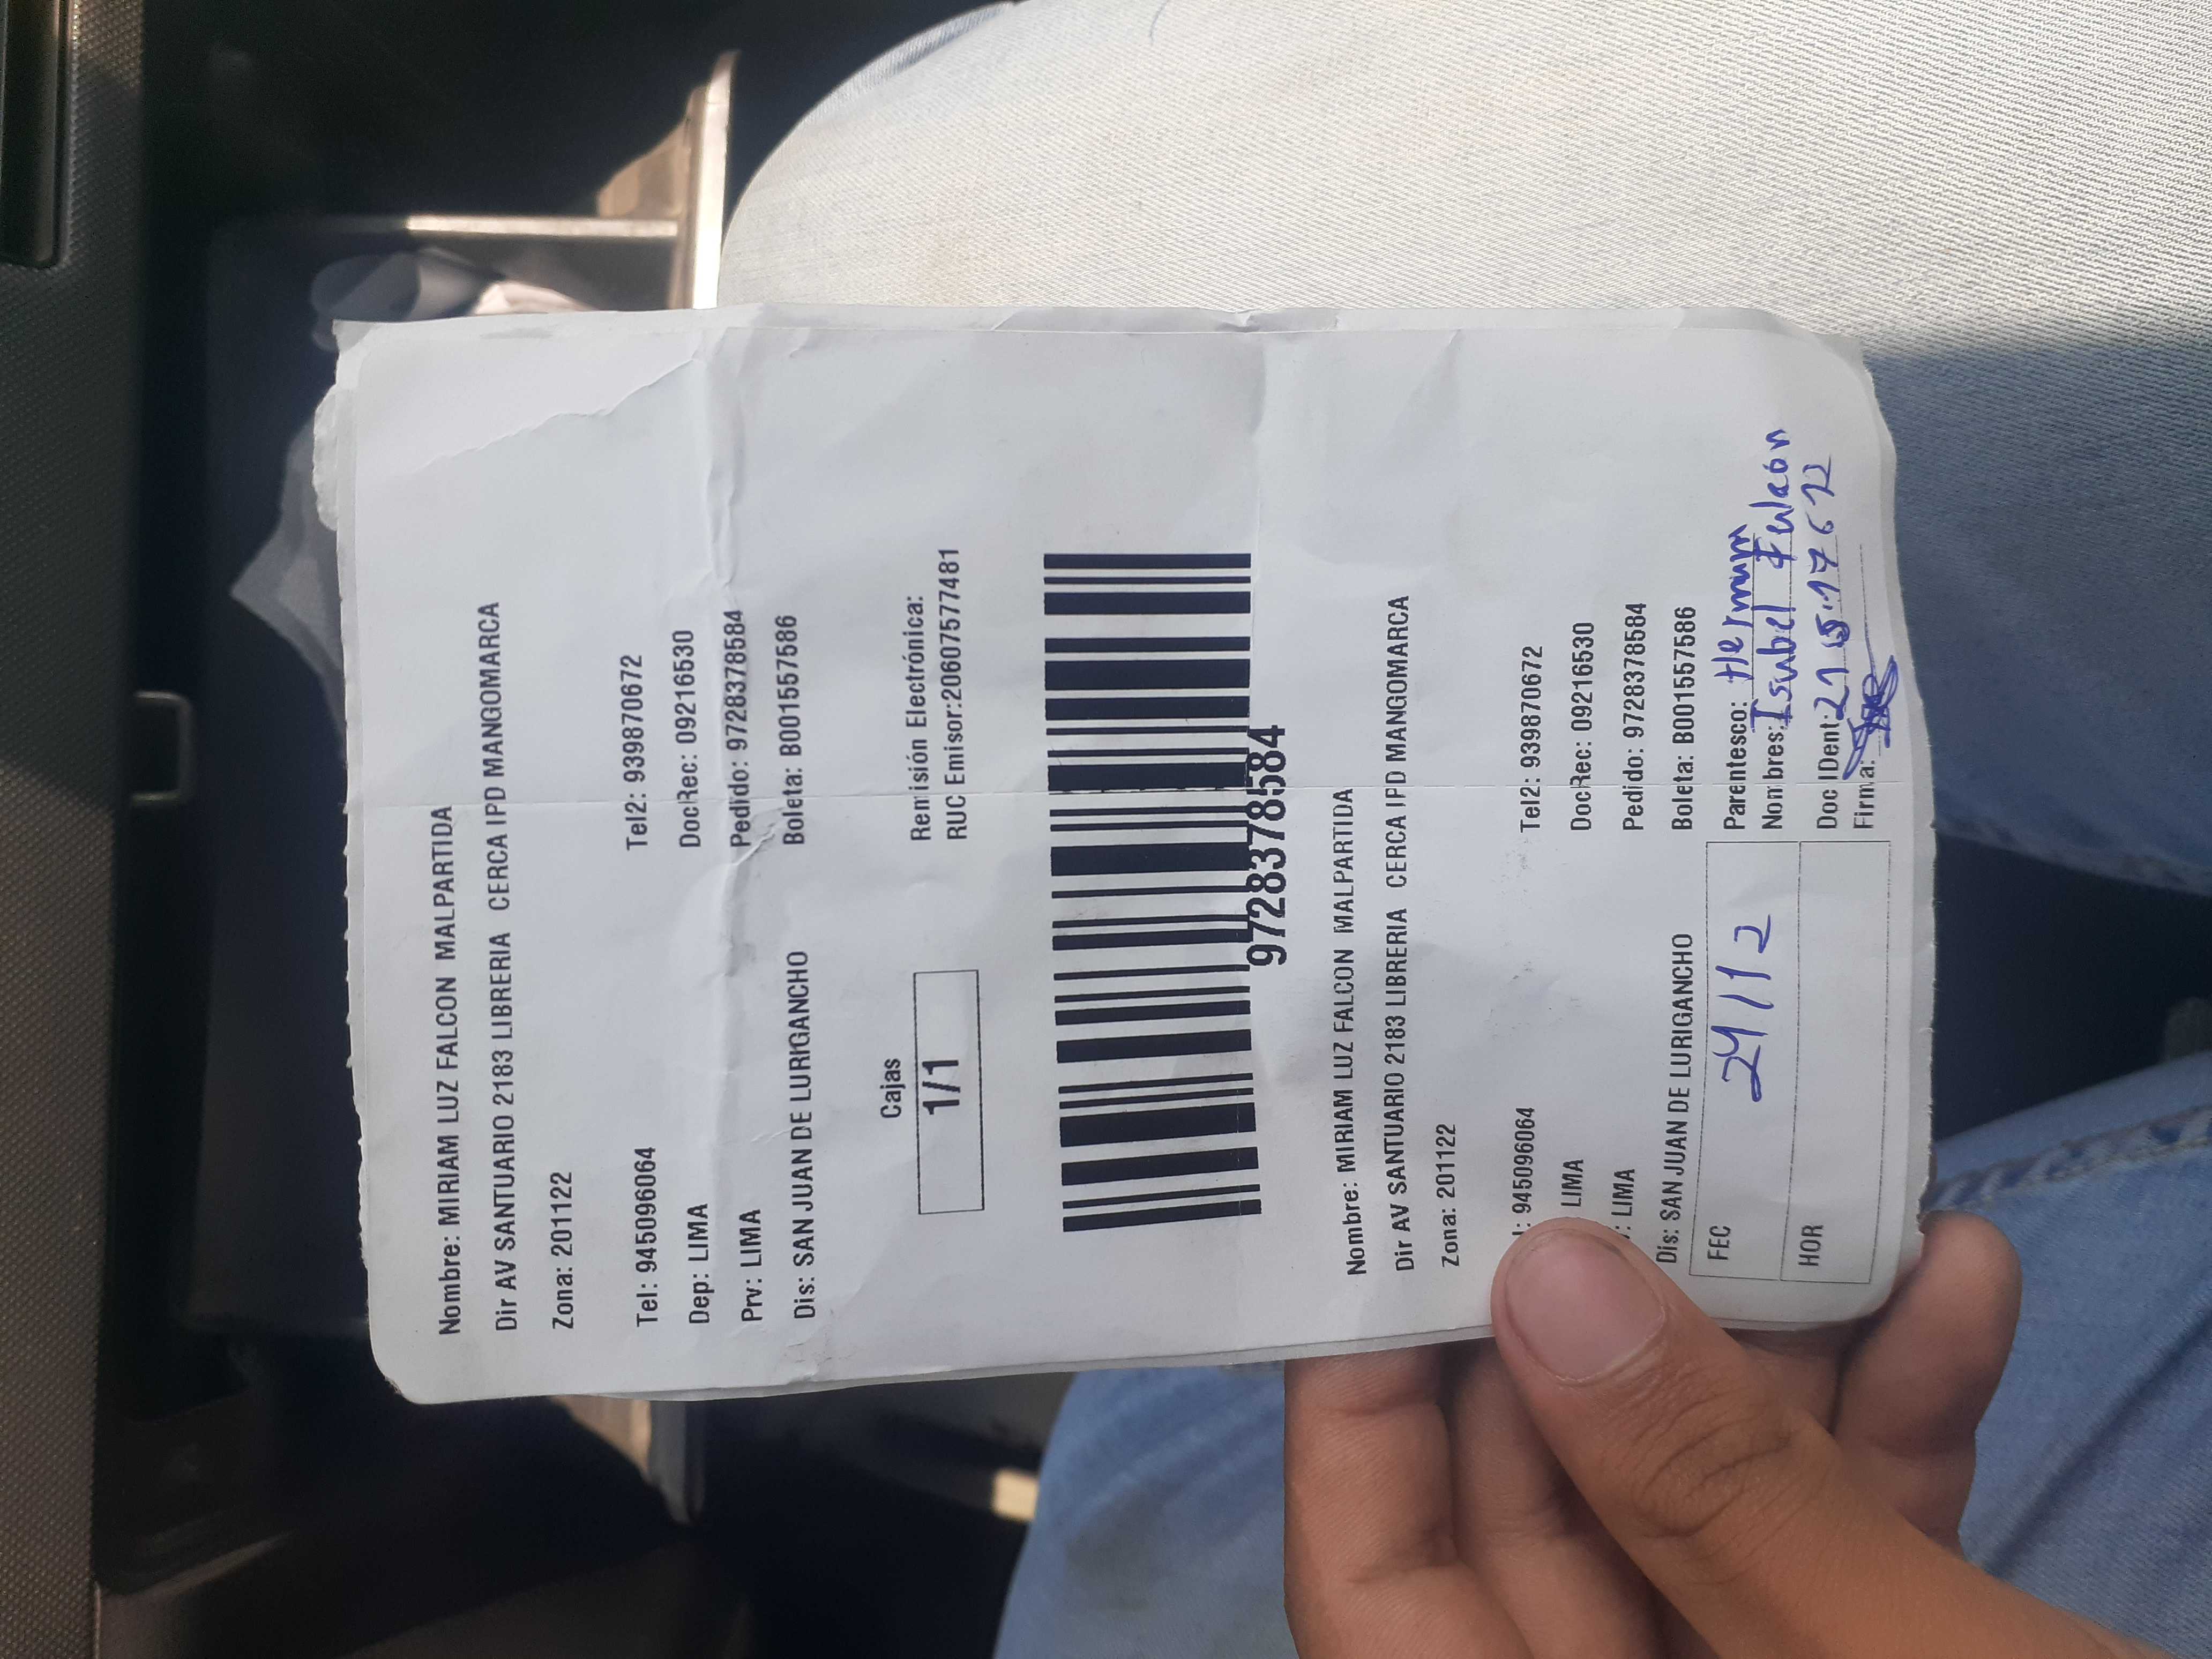 Nombre: MIRIAM LUZ FALCON MALPARTIDA
Dir AV SANTUARIO 2183 LIBRERIA CERCA IPD MANGOMARCA
Zona: 201122
Tel: 945096064 Tel2: 939870672
Dep: LIMA DocRec: 09216530
Prv: LIMA Pedido: 9728378584
Dis: SAN JUAN DE LURIGANCHO Boleta: B001557586
Cajas Remisión Electrónica:
1/1 RUC Emisor:20607577481
9728378584
Nombre: MIRIAM LUZ FALCON MALPARTIDA
Dir AV SANTUARIO 2183 LIBRERIA CERCA IPD MANGOMARCA
Zona: 201122
: 945096064 Tel2: 939870672
LIMA DocRec: 09216530
: LIMA Pedido: 9728378584
Dis: SAN JUAN DE LURIGANCHO Boleta: B001557586
FEC 24/12 Parentesco:
Nombres: Isabel Falcon
HOR Doc IDent:
Firma: